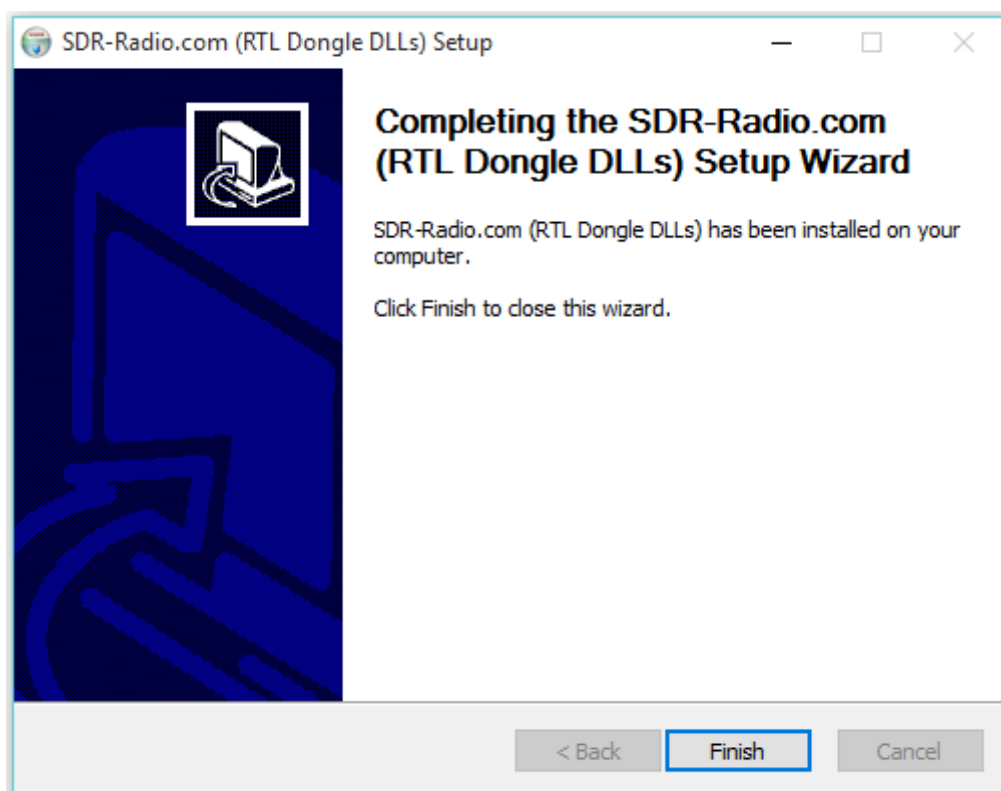 SDR-Radio.com (RTL Dongle DLLs) Setup
Completing the SDR-Radio.com
(RTL Dongle DLLs) Setup Wizard
SDR-Radio.com (RTL Dongle DLLs) has been installed on your
computer.
Click Finish to close this wizard.
< Back Finish Cancel